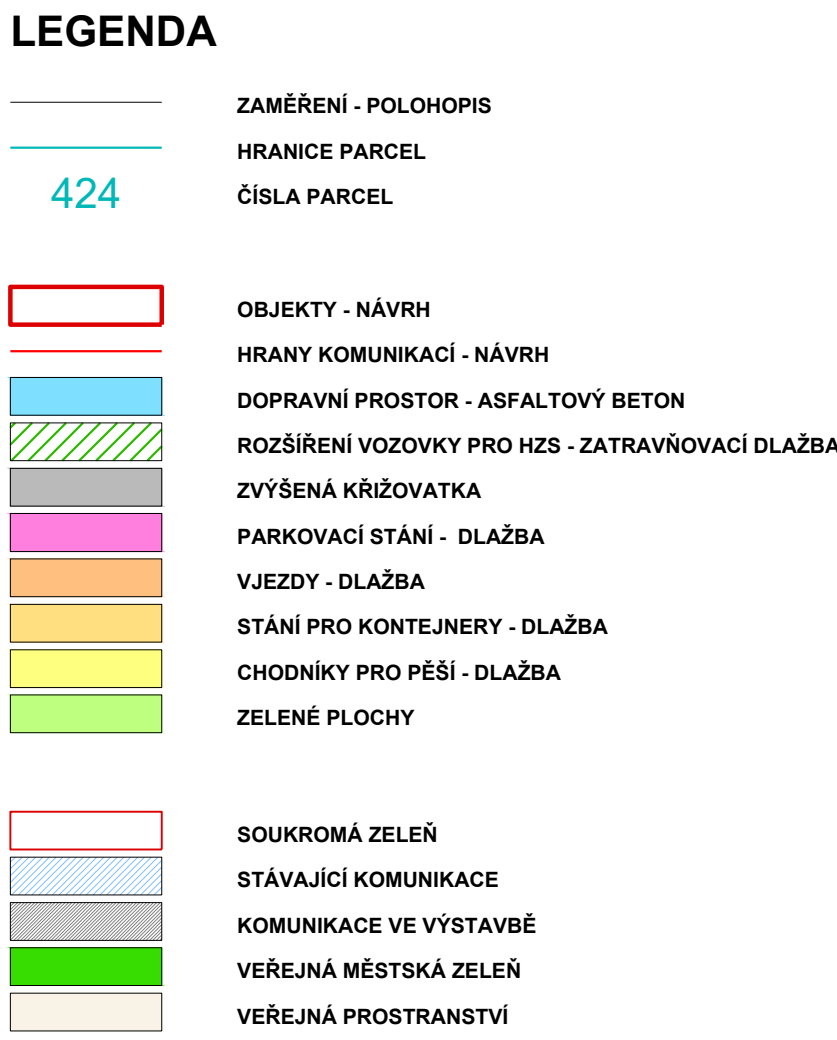 LEGENDA
ZAMĚŘENÍ - POLOHOPIS
HRANICE PARCEL
424 ČÍSLA PARCEL
OBJEKTY - NÁVRH
HRANY KOMUNIKACÍ - NÁVRH
DOPRAVNÍ PROSTOR - ASFALTOVÝ BETON
ROZŠÍŘENÍ VOZOVKY PRO HZS - ZATRAVŇOVACÍ DLAŽBA
ZVÝŠENÁ KŘIŽOVATKA
PARKOVACÍ STÁNÍ - DLAŽBA
VJEZDY - DLAŽBA
STÁNÍ PRO KONTEJNERY - DLAŽBA
CHODNÍKY PRO PĚŠÍ - DLAŽBA
ZELENÉ PLOCHY
SOUKROMÁ ZELEŇ
STÁVAJÍCÍ KOMUNIKACE
KOMUNIKACE VE VÝSTAVBĚ
VEŘEJNÁ MĚSTSKÁ ZELEŇ
VEŘEJNÁ PROSTRANSTVÍ